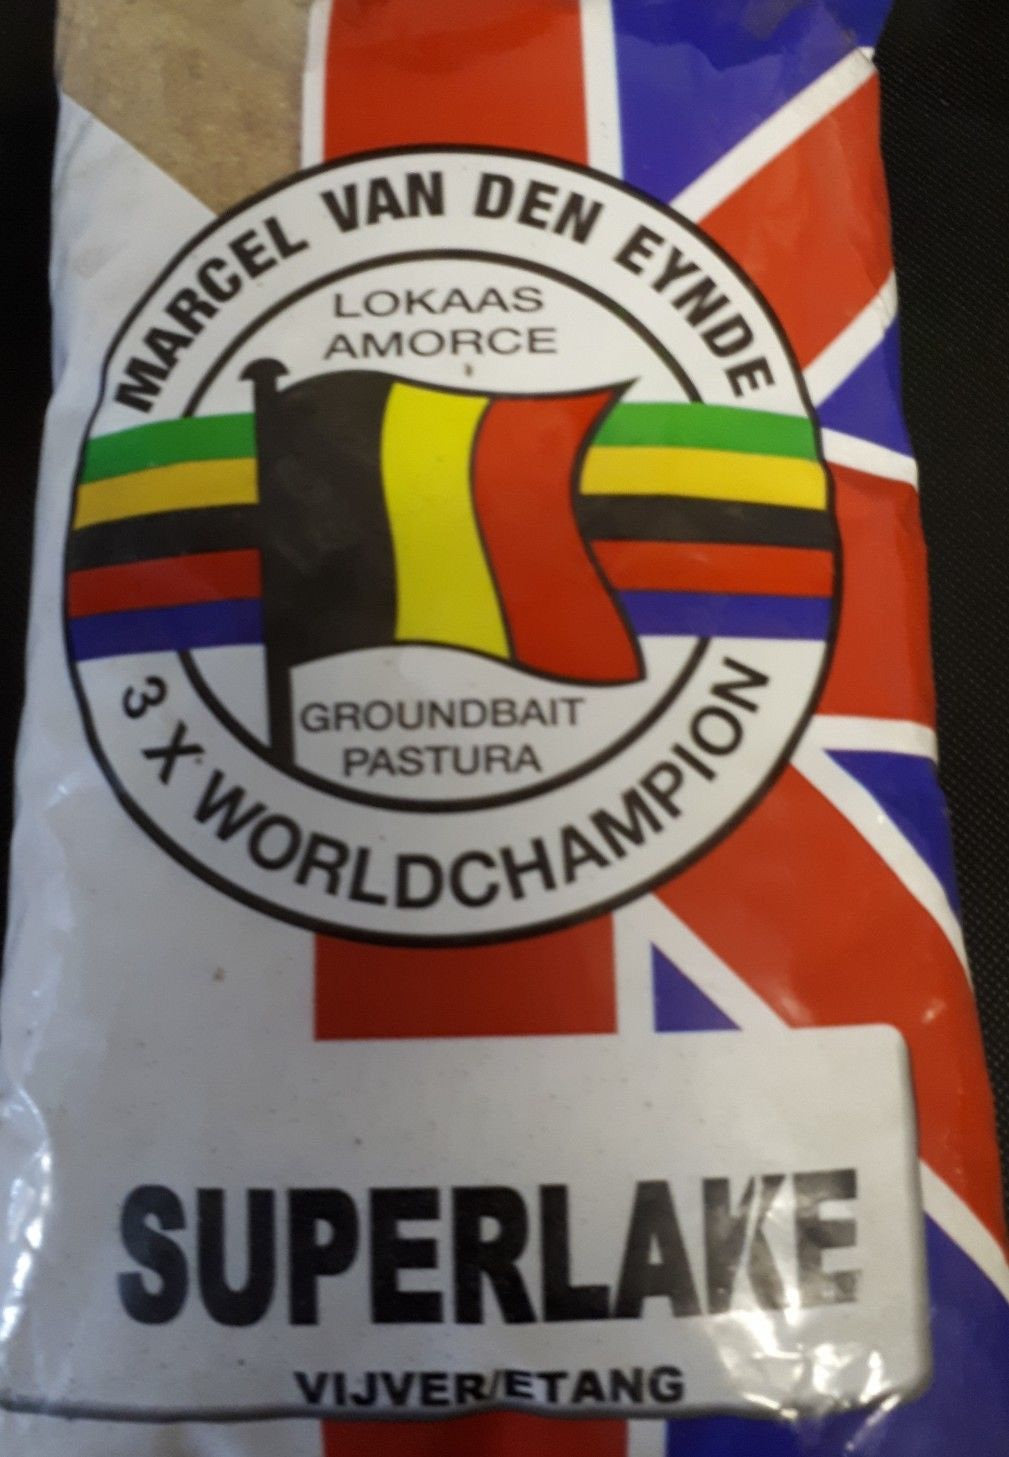 MARCEL VAN DEN EYNDE
LOKAAS
AMORCE
GROUNDBAIT
PASTURA
3 X WORLDCHAMPION
SUPERLAKE
VIJVER/ETANG